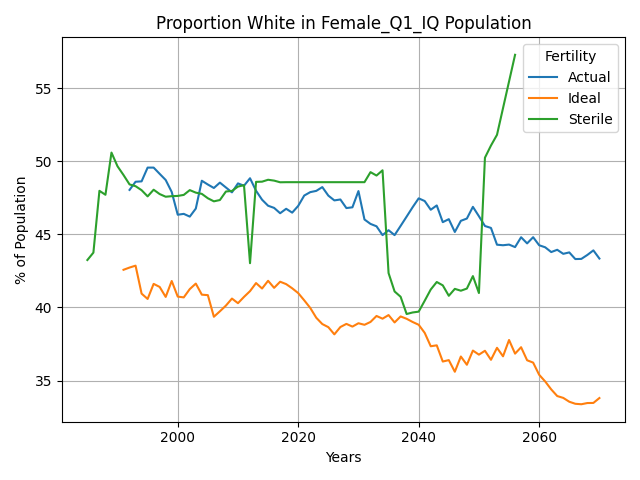 Proportion White in Female_Q1_IQ Population
Fertility
Actual
Ideal
Sterile
% of Population
55
50
45
40
35
2000
2020
2040
2060
Years